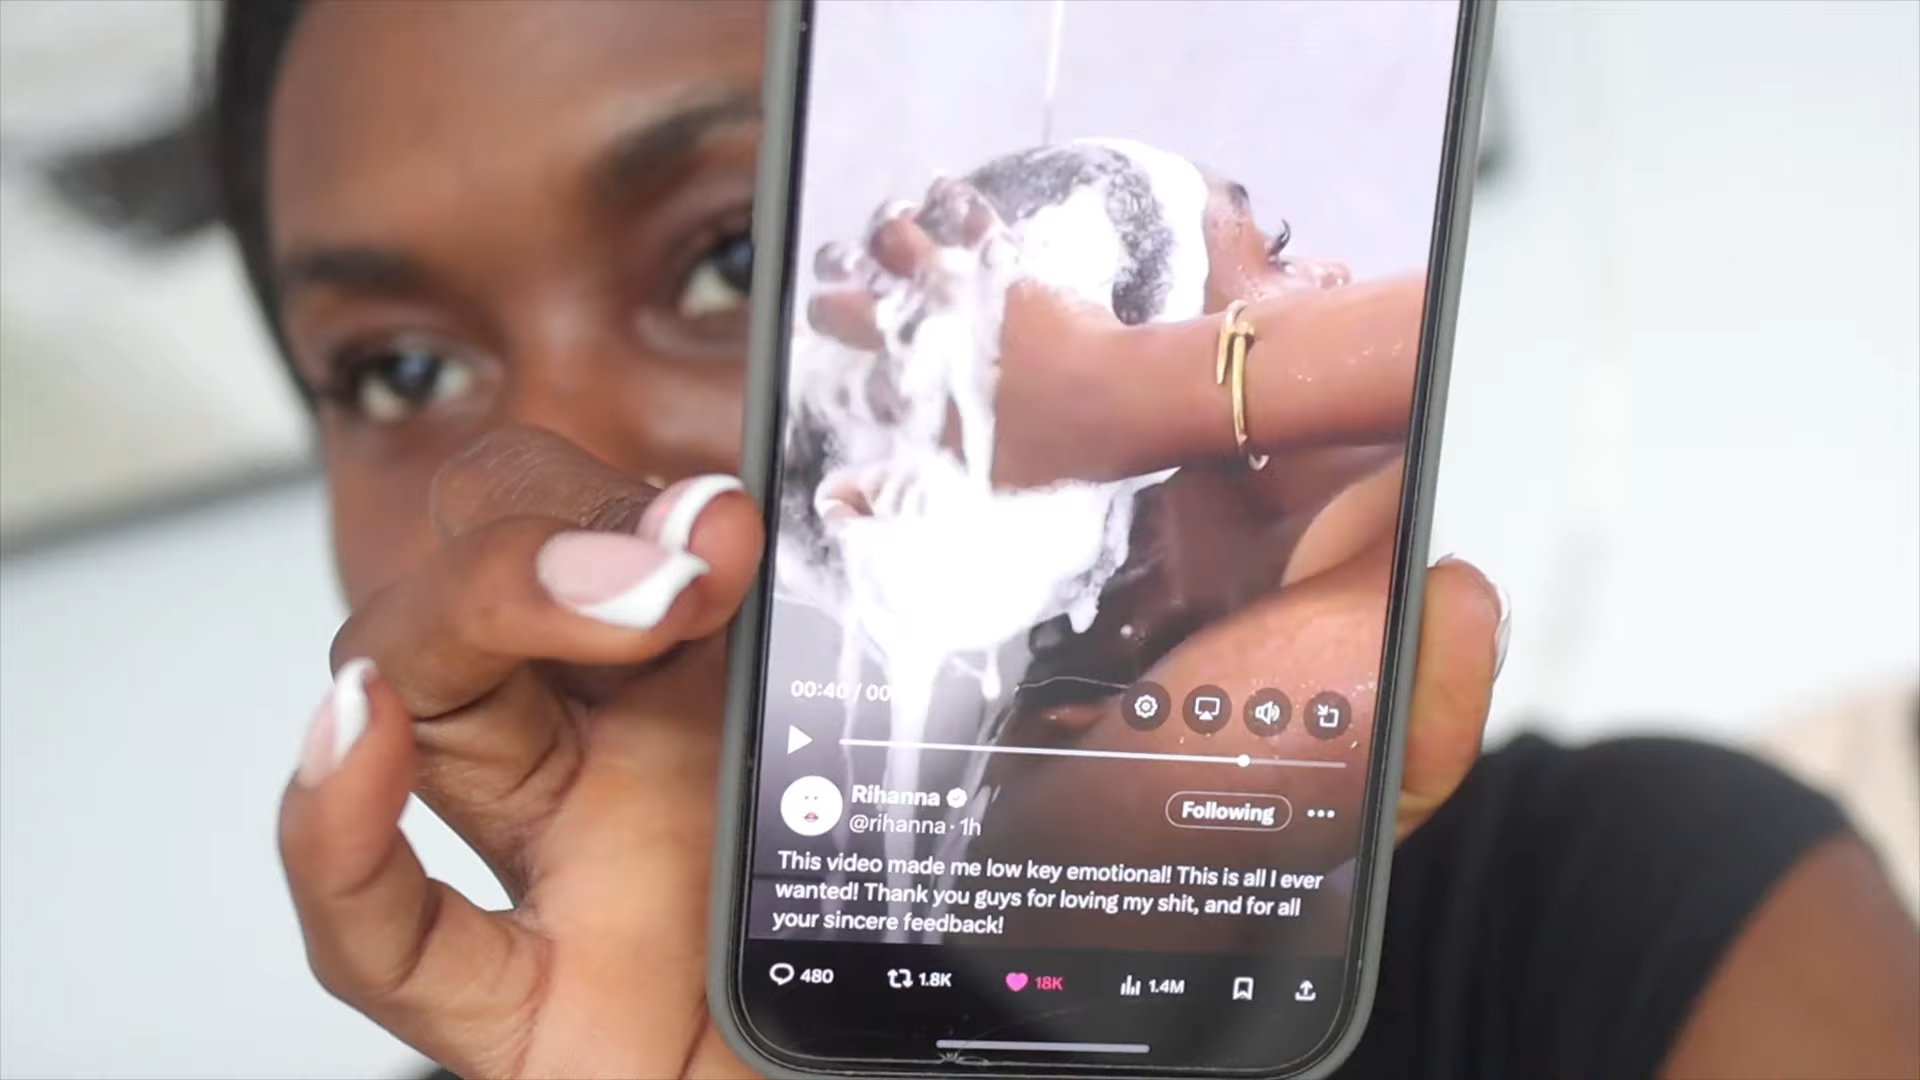 00:40 / 00
Rihanna
@rihanna · 1h
Following
This video made me low key emotional! This is all I ever
wanted! Thank you guys for loving my shit, and for all
your sincere feedback!
480 1.8K 18K 1.4M